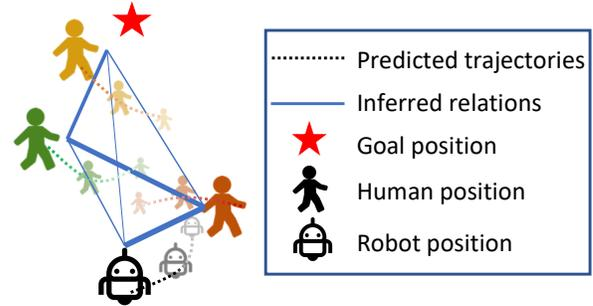 Predicted trajectories
Inferred relations
Goal position
Human position
Robot position